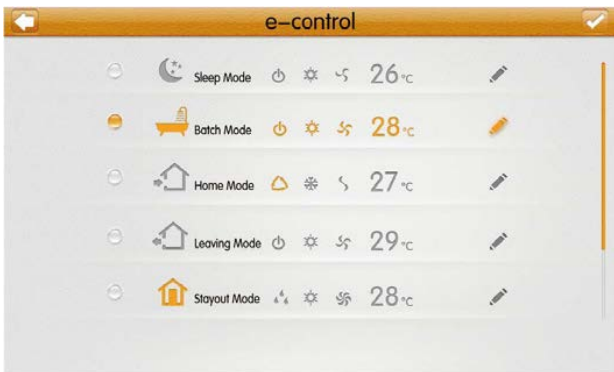 e-control
Sleep Mode 26°C
Batch Mode 28°C
Home Mode 27°C
Leaving Mode 29°C
Stayout Mode 28°C